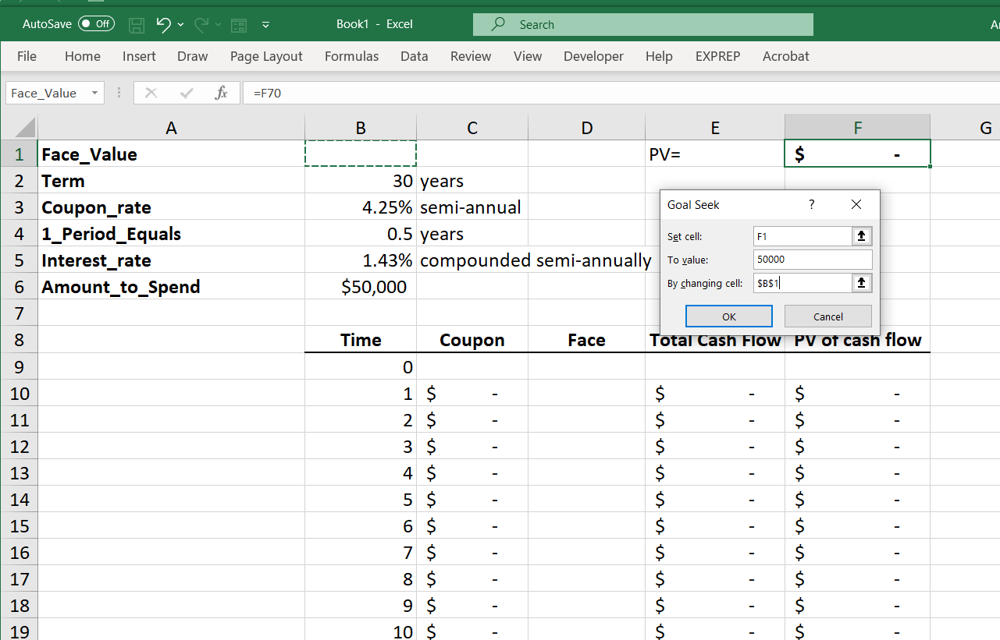 AutoSave Off Book1 - Excel Search
File Home Insert Draw Page Layout Formulas Data Review View Developer Help EXPREP Acrobat
Face_Value fx =F70
A B C D E F G
1 Face_Value PV= $ -
2 Term 30 years
3 Coupon_rate 4.25% semi-annual
4 1_Period_Equals 0.5 years
5 Interest_rate 1.43% compounded semi-annually
6 Amount_to_Spend $50,000
7
Goal Seek ?
Set cell: F1
To value: 50000
By changing cell: $B$1
OK Cancel
8 Time Coupon Face Total Cash Flow PV of cash flow
9 0
10 1 $ - $ - $ -
11 2 $ - $ - $ -
12 3 $ - $ - $ -
13 4 $ - $ - $ -
14 5 $ - $ - $ -
15 6 $ - $ - $ -
16 7 $ - $ - $ -
17 8 $ - $ - $ -
18 9 $ - $ - $ -
19 10 $ - $ - $ -